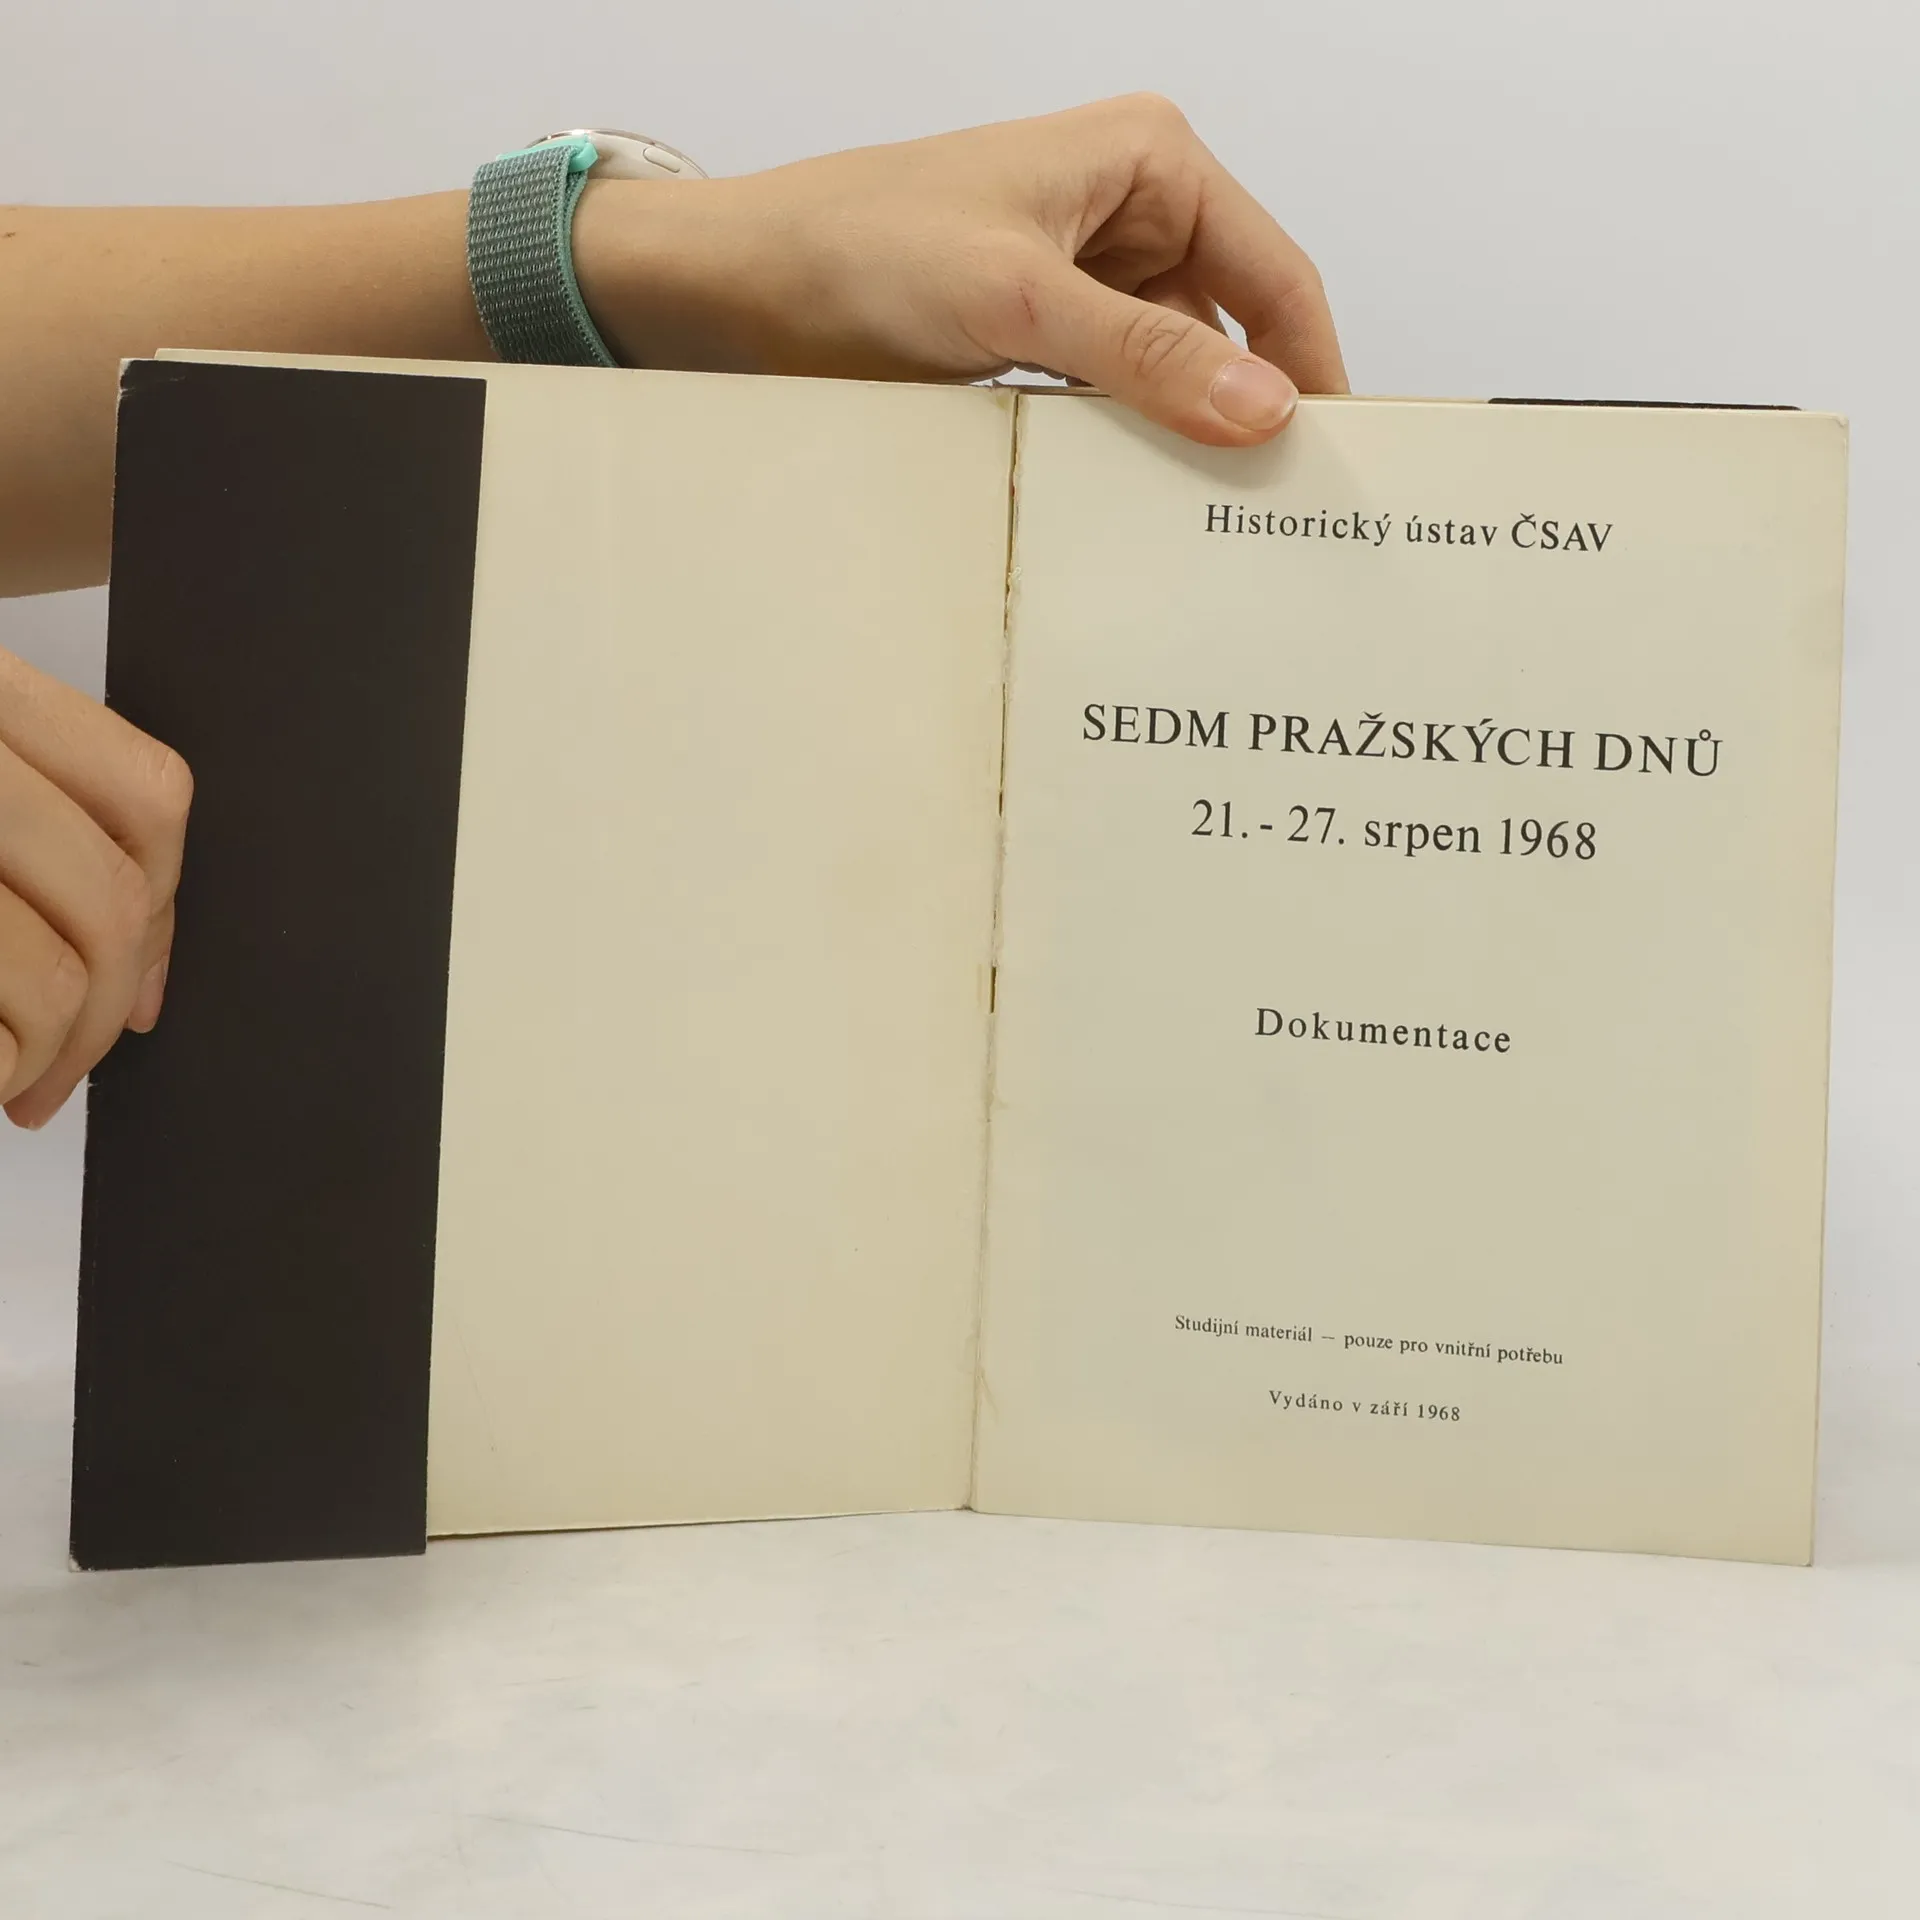 Historický ústav ČSAV
SEDM PRAŽSKÝCH DNŮ
21.- 27. srpen 1968
Dokumentace
Studijní materiál — pouze pro vnitřní potřebu
Vydáno v září 1968